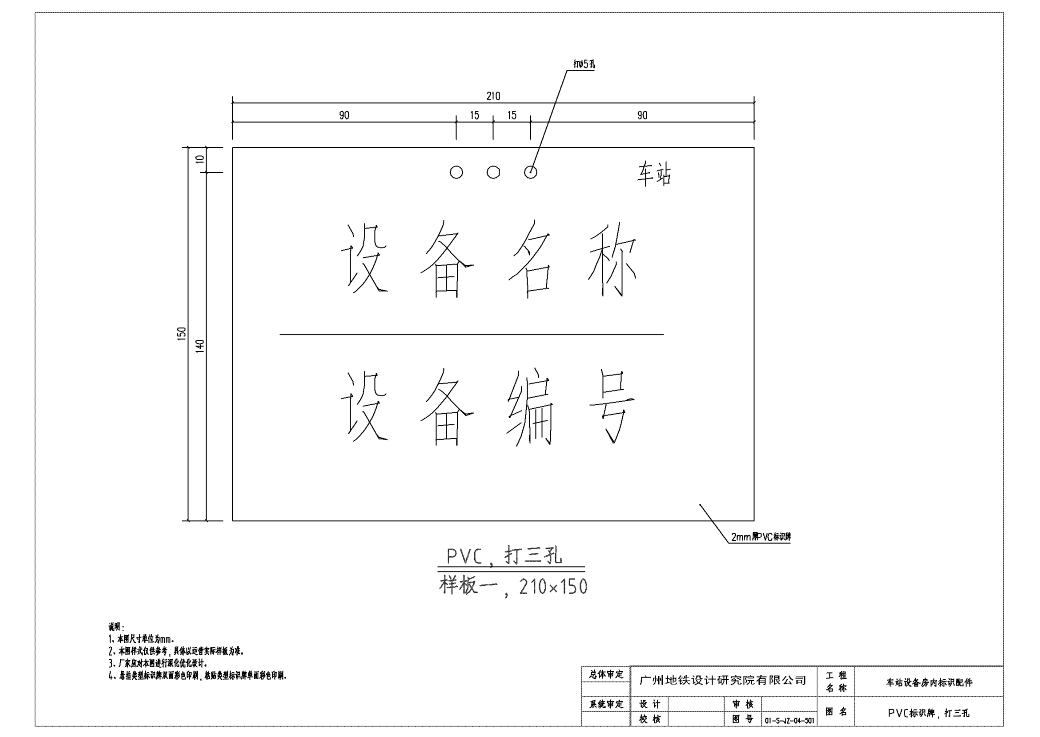 打φ5孔
210
90 15 15 90
10
车站
设备名称
150
140
设备编号
2mm厚PVC标识牌
PVC, 打三孔
样板一, 210×150
说明:
1、本图尺寸单位为mm。
2、本图样式仅供参考, 具体以运营实际样板为准。
3、厂家应对本图进行深化优化设计。
4、悬挂类型标识牌双面彩色印刷, 粘贴类型标识牌单面彩色印刷。
总体审定 广州地铁设计研究院有限公司 工程名称 车站设备房内标识配件
系统审定 设计 审核 图名 PVC标识牌, 打三孔
校核 图号 01-S-JZ-04-501